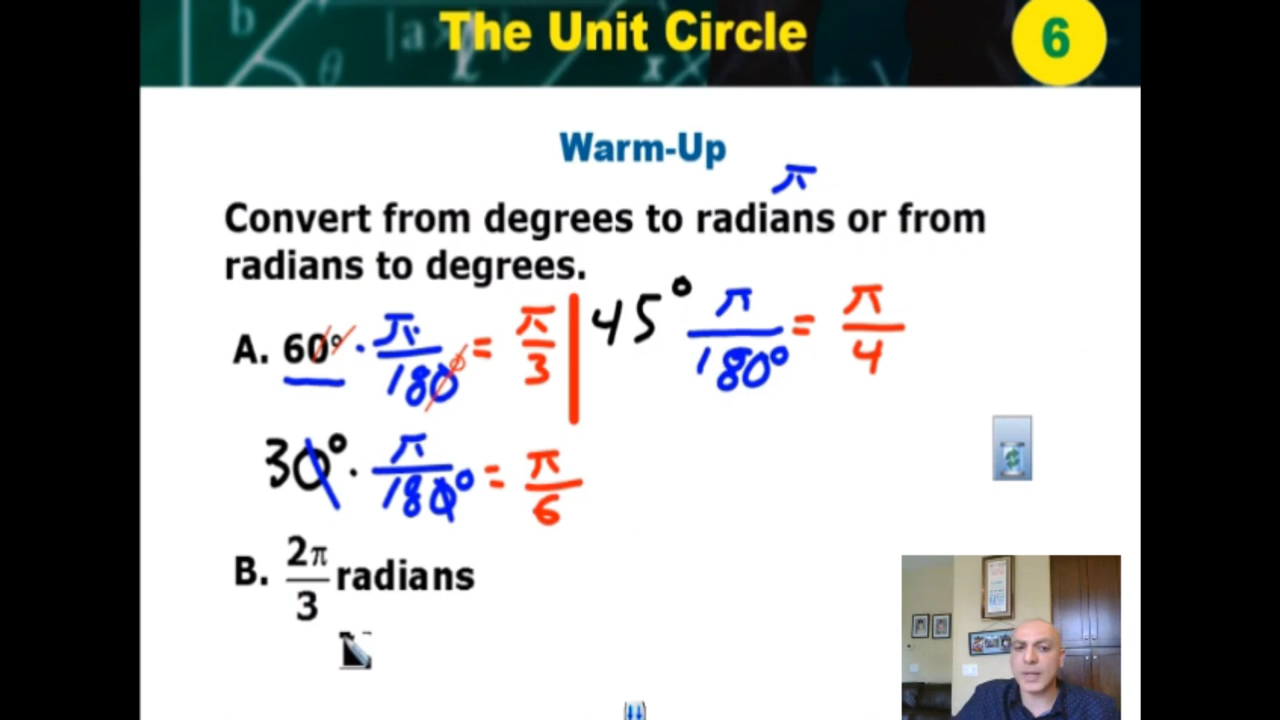 The Unit Circle
6
Warm-Up
π
Convert from degrees to radians or from
radians to degrees.
A. 60° · π/180° = π/3 | 45° π/180° = π/4
30° · π/180° = π/6
B. 2π/3 radians